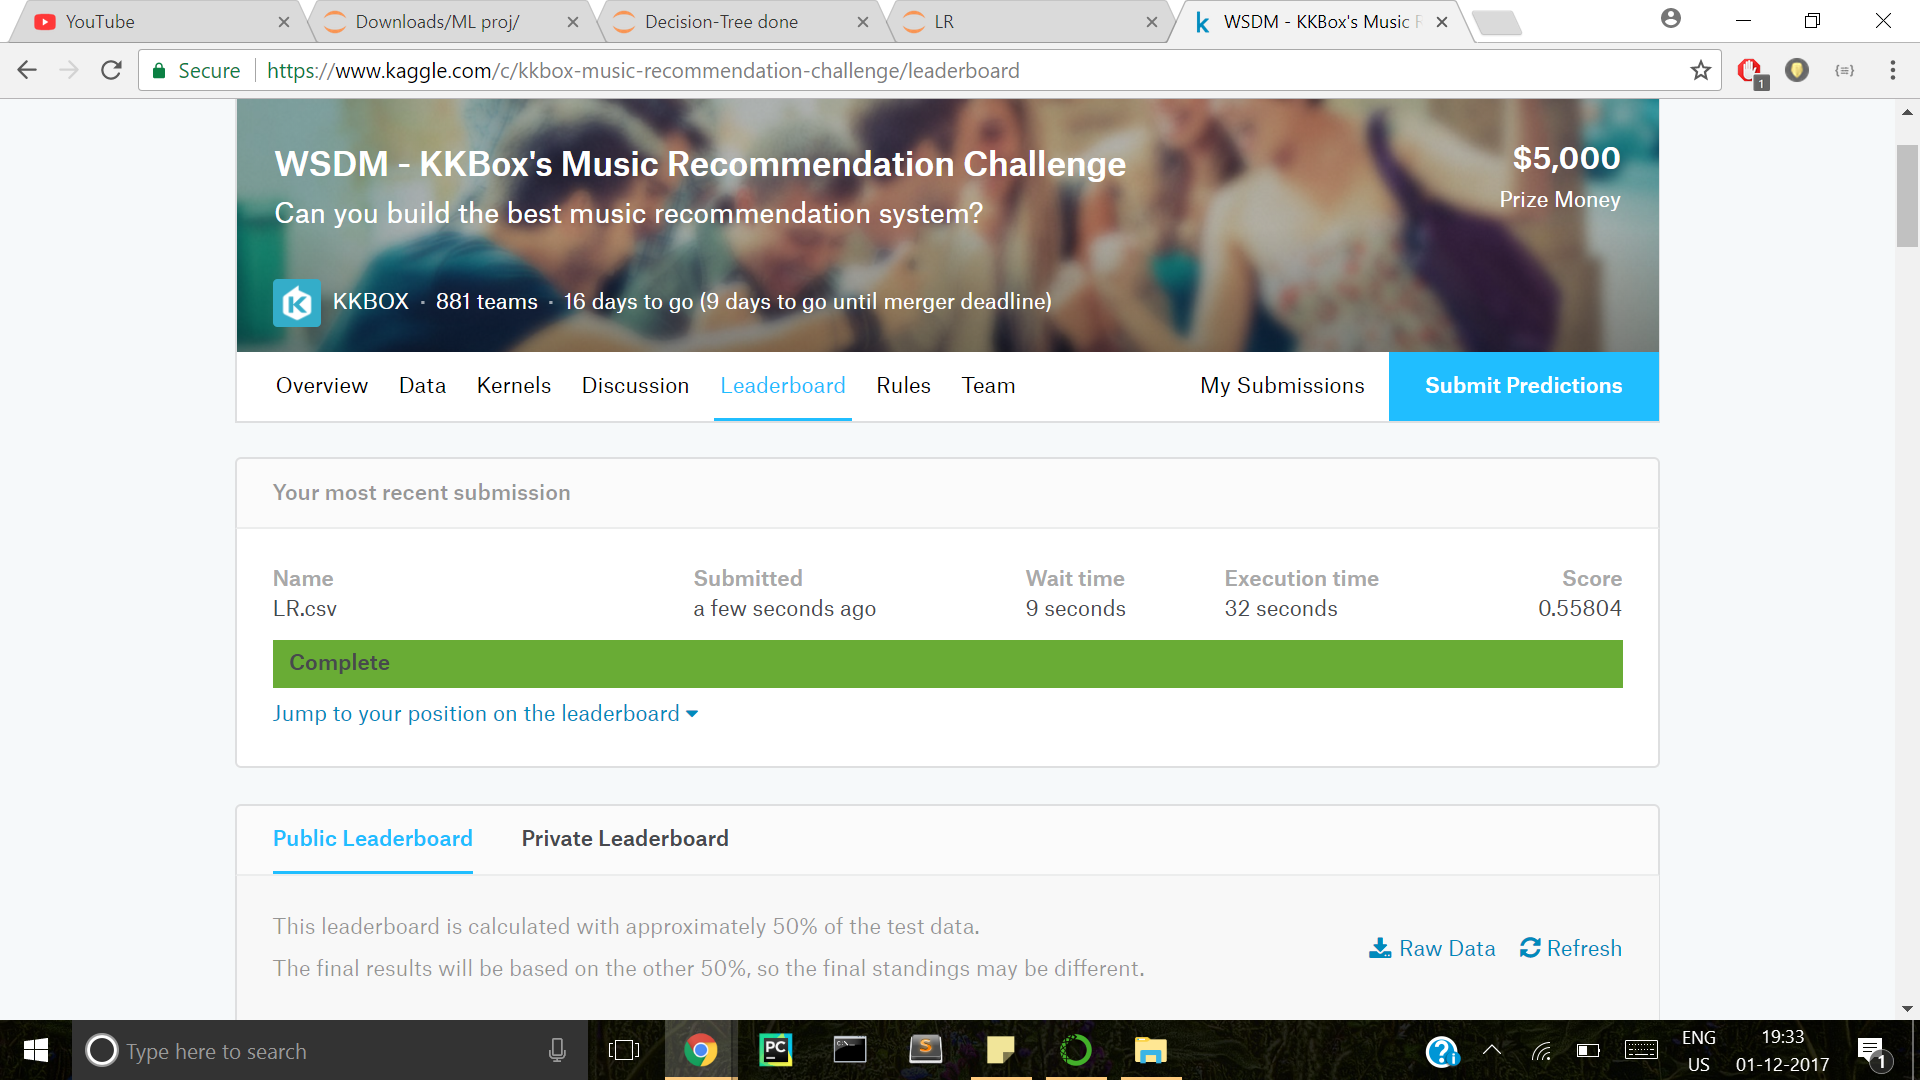 YouTube
Downloads/ML proj/
Decision-Tree done
LR
WSDM - KKBox's Music R
Secure
https://www.kaggle.com/c/kkbox-music-recommendation-challenge/leaderboard
1
WSDM - KKBox's Music Recommendation Challenge
$5,000
Can you build the best music recommendation system?
Prize Money
KKBOX · 881 teams · 16 days to go (9 days to go until merger deadline)
Overview Data Kernels Discussion Leaderboard Rules Team My Submissions Submit Predictions
Your most recent submission
Name Submitted Wait time Execution time Score
LR.csv a few seconds ago 9 seconds 32 seconds 0.55804
Complete
Jump to your position on the leaderboard
Public Leaderboard Private Leaderboard
This leaderboard is calculated with approximately 50% of the test data.
The final results will be based on the other 50%, so the final standings may be different.
Raw Data Refresh
Type here to search
PC
S
ENG
US
19:33
01-12-2017
1